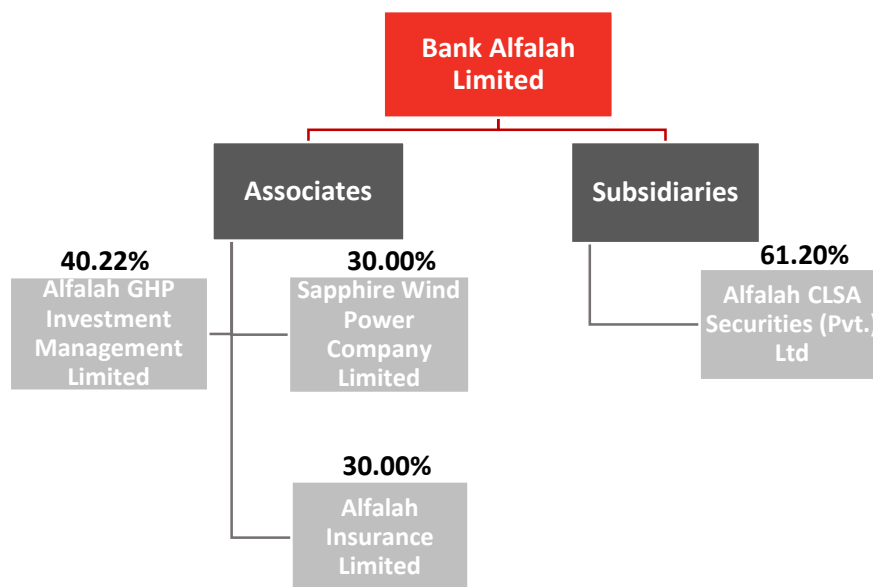 Bank Alfalah
Limited
Associates
Subsidiaries
40.22%
Alfalah GHP
Investment
Management
Limited
30.00%
Sapphire Wind
Power
Company
Limited
61.20%
Alfalah CLSA
Securities (Pvt.)
Ltd
30.00%
Alfalah
Insurance
Limited